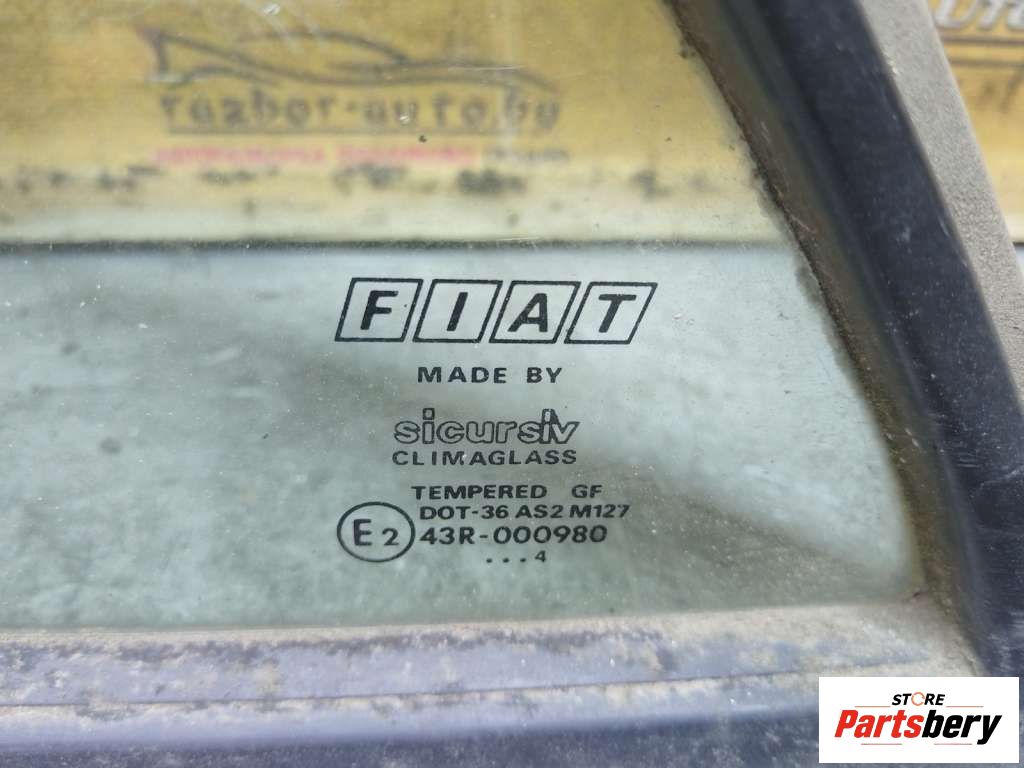 razbor-auto.by
FIAT
MADE BY
sicursiv
CLIMAGLASS
TEMPERED GF
DOT-36 AS2 M127
E2 43R-000980
...4
STORE
Partsbery